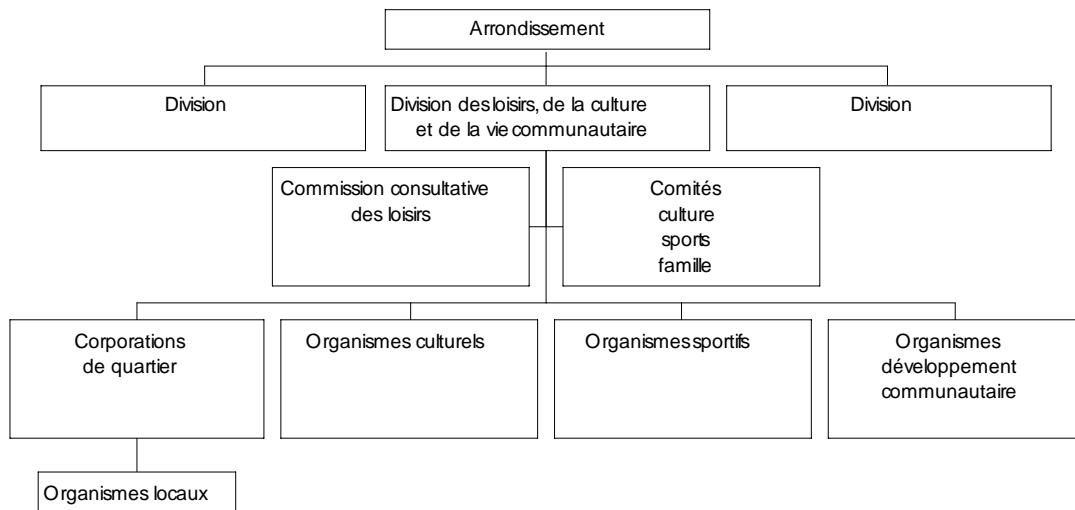 Arrondissement
Division
Division des loisirs, de la culture
et de la vie communautaire
Division
Commission consultative
des loisirs
Comités
culture
sports
famille
Corporations
de quartier
Organismes culturels
Organismes sportifs
Organismes
développement
communautaire
Organismes locaux